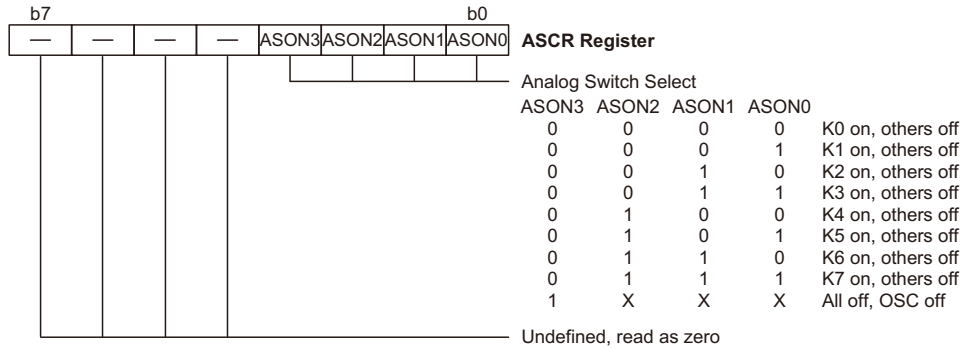 b7 b0
— — — — ASON3 ASON2 ASON1 ASON0 ASCR Register
Analog Switch Select
ASON3 ASON2 ASON1 ASON0
0 0 0 0 K0 on, others off
0 0 0 1 K1 on, others off
0 0 1 0 K2 on, others off
0 0 1 1 K3 on, others off
0 1 0 0 K4 on, others off
0 1 0 1 K5 on, others off
0 1 1 0 K6 on, others off
0 1 1 1 K7 on, others off
1 X X X All off, OSC off
Undefined, read as zero